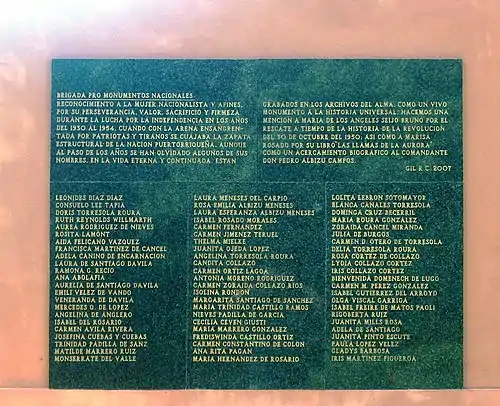 BRIGADA PRO MONUMENTOS NACIONALES
RECONOCIMIENTO A LA MUJER NACIONALISTA Y AFINES,
POR SU PERSEVERANCIA, VALOR, SACRIFICIO Y FIRMEZA
DURANTE LA LUCHA POR LA INDEPENDENCIA EN LOS AÑOS
DEL 1930 AL 1954, CUANDO CON LA ARENA ENSANGREN-
TADA POR PATRIOTAS Y TIRANOS SE CUAJABA LA ZAPATA
ESTRUCTURAL DE LA NACION PUERTORRIQUEÑA. AUNQUE
AL PASO DE LOS AÑOS SE HAN OLVIDADO ALGUNOS DE SUS
NOMBRES, EN LA VIDA ETERNA Y CONTINUADA, ESTAN
GRABADOS EN LOS ARCHIVOS DEL ALMA; COMO UN VIVO
MONUMENTO A LA HISTORIA UNIVERSAL; HACEMOS UNA
MENCION A MARIA DE LOS ANGELES SEIJO BRUNO POR EL
RESCATE A TIEMPO DE LA HISTORIA DE LA REVOLUCION
DEL 30 DE OCTUBRE DEL 1950; ASI COMO A MARISA
ROSADO POR SU LIBRO "LAS LLAMAS DE LA AURORA"
COMO UN ACERCAMIENTO BIOGRAFICO AL COMANDANTE
DON PEDRO ALBIZU CAMPOS.
GIL R C. 2007
LEONIDES DIAZ DIAZ
CONSUELO LEE TAPIA
DORIS TORRESOLA ROURA
RUTH REYNOLDS WILLMARTH
AUREA RODRIGUEZ DE NIEVES
ROSITA LAMONT
AIDA FELICANO VAZQUEZ
FRANCISCA MARTINEZ DE CANCEL
ADELA CANINO DE ENCARNACION
LAURA DE SANTIAGO DAVILA
RAMONA G. RECIO
ANA ABOLAFIA
AURELIA DE SANTIAGO DAVILA
EMILI VELEZ DE VANDO
VENERANDA DE DAVILA
MERCEDES O. DE LOPEZ
ANGELINA DE ANGLERO
ISABEL DEL ROSARIO
CARMEN AVILA RIVERA
JOSEFINA CUEBAS Y CUEBAS
TRINIDAD PADILLA DE SANZ
MATILDE MARRERO RUIZ
MONSERRATE DEL VALLE
LAURA MENESES DEL CARPIO
ROSA EMILIA ALBIZU MENESES
LAURA ESPERANZA ALBIZU MENESES
ISABEL ROSADO MORALES
CARMEN FERNANDEZ
CARMEN JIMENEZ TERUEL
THELMA MIELKE
JUANITA OJEDA LOPEZ
ANGELINA TORRESOLA ROURA
CANDITA COLLAZO
CARMEN ORTIZ LAGO
ANTONIA MORENO RODRIGUEZ
CARMEN ZORAIDA COLLAZO RIOS
JSOLINA RONDON
MARGARITA SANTIAGO DE SANCHEZ
MARIA TRINIDAD CASTILLO RAMOS
NIEVES PADILLA DE GARCIA
CECILIA CEVEN GIUSTI
MARIA MARRERO GONZALEZ
FREDISWINDA CASTILLO ORTIZ
CARMEN CONSTANTINO DE COLON
ANA RITA PAGAN
MARIA HERNANDEZ DE ROSARIO
LOLITA LEBRON SOTOMAYOR
BLANCA CANALES TORRESOLA
DOMINGA CRUZ BECERRIL
MARIA ROURA GONZALEZ
ZORAIDA CANCEL MIRANDA
JULIA DE BURGOS
CARMEN D. OTERO DE TORRESOLA
DELIA TORRESOLA ROURA
ROSA CORTEZ DE COLLAZO
LYDIA COLLAZO CORTEZ
IRIS COLLAZO CORTEZ
BIENVENIDA DOMENECH DE EUGO
CARMEN M. PEREZ GONZALEZ
ISABEL GUTIERREZ DEL ARROYO
OLGA VISCAL GARRIGA
ISABEL FREIRE DE MATOS PAOLI
RIGOBERTA RUIZ
JUANITA MILLS ROSA
ADELA DE SANTIAGO
JUANITA PINTO ESCUTE
PAULA LOPEZ VELEZ
GLADYS BARBOSA
IRIS MARTINEZ FIGUEROA